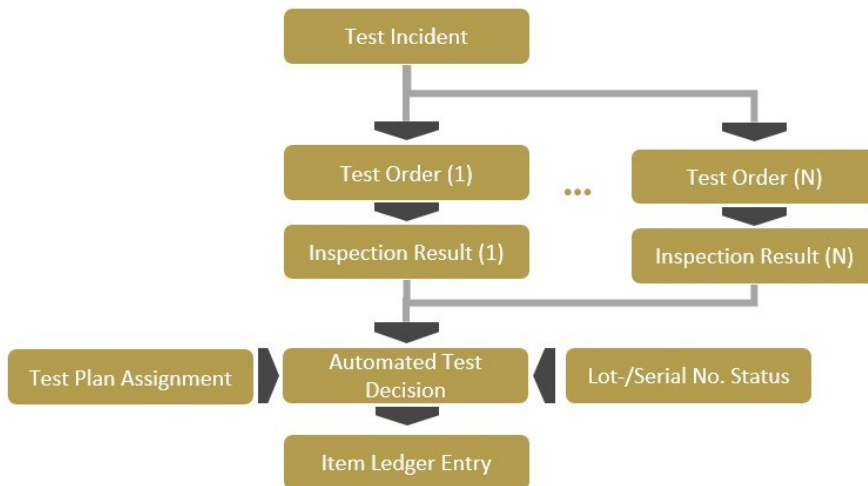 Test Incident
Test Order (1)
...
Test Order (N)
Inspection Result (1)
Inspection Result (N)
Test Plan Assignment
Automated Test
Decision
Lot-/Serial No. Status
Item Ledger Entry